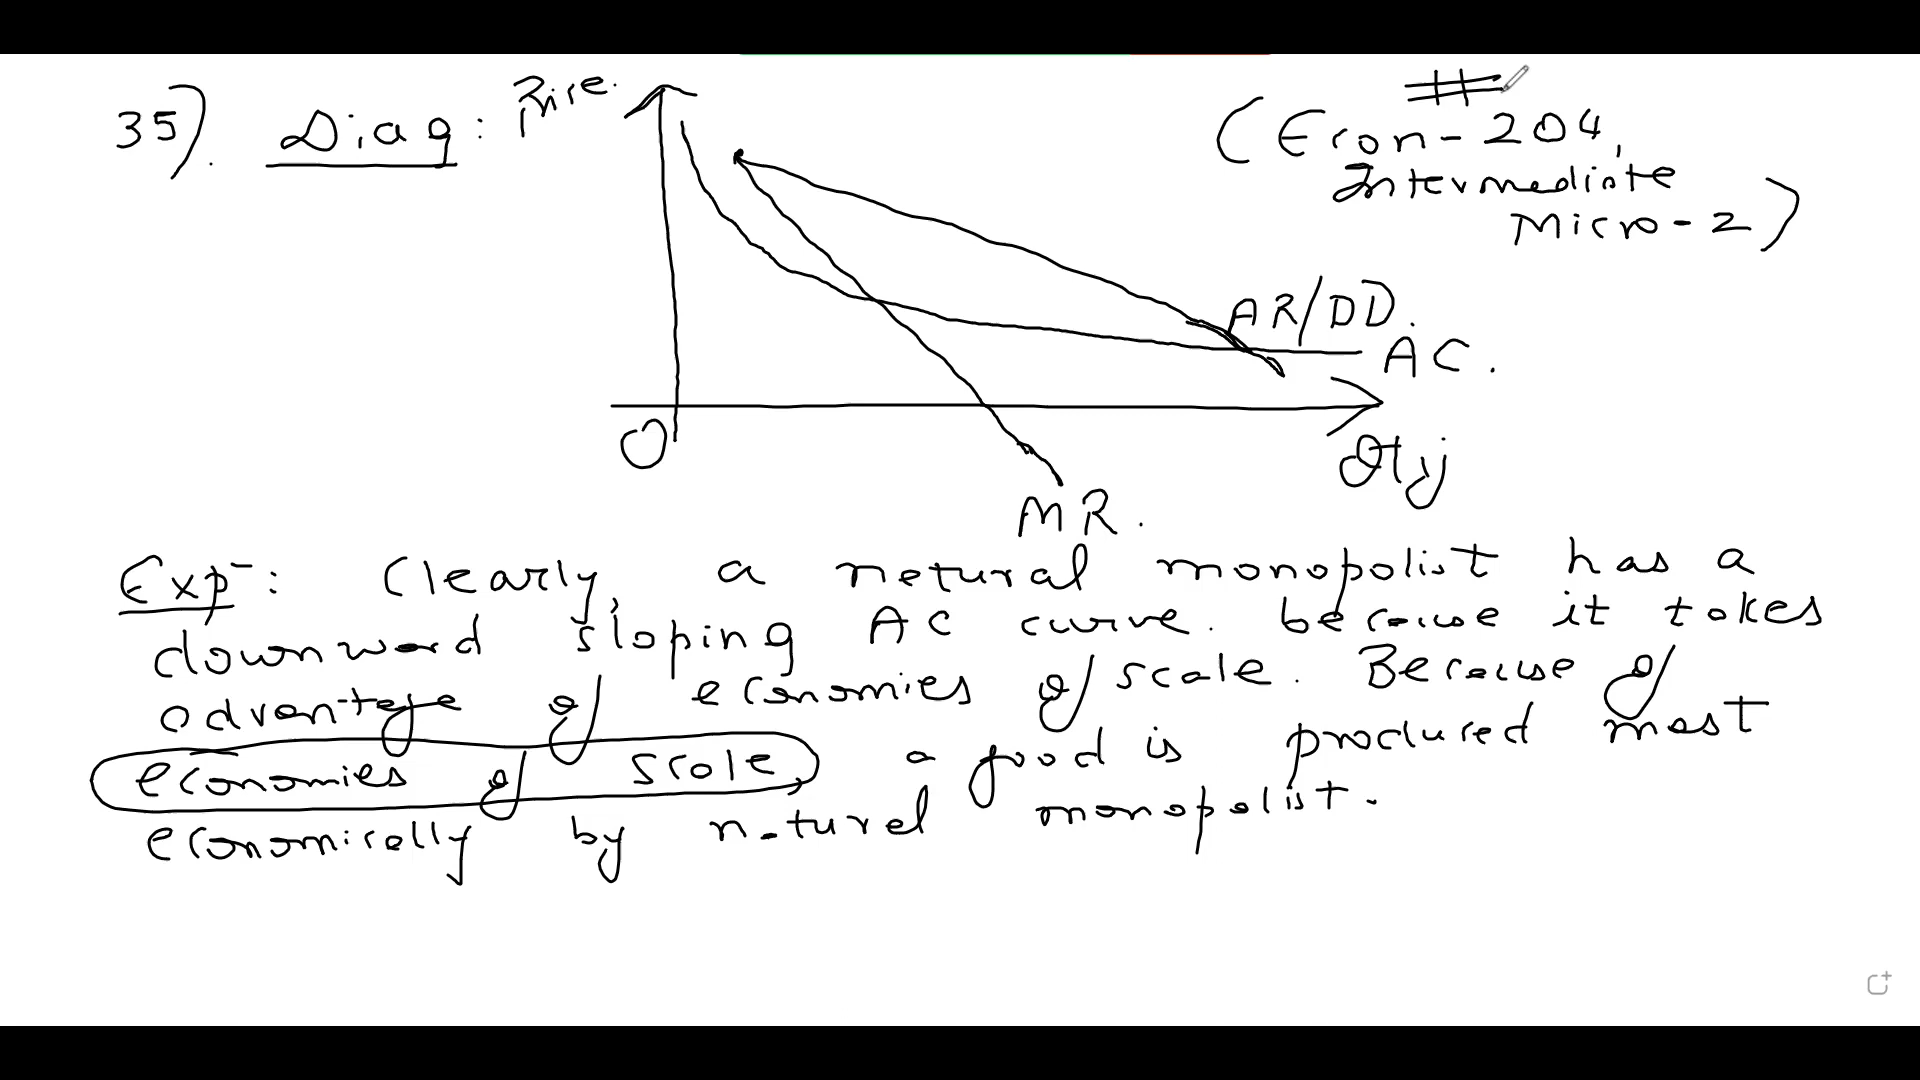 35). Diag: Price.
(Econ-204,
Intermediate
Micro-2)
AR/DD.
AC.
O
Qty
MR.
Exp: Clearly, a netural monopolist has a
downward sloping AC curve. because it takes
advantage of economies of scale. Because of
economies of scale, a good is produced most
economically by natural monopolist.